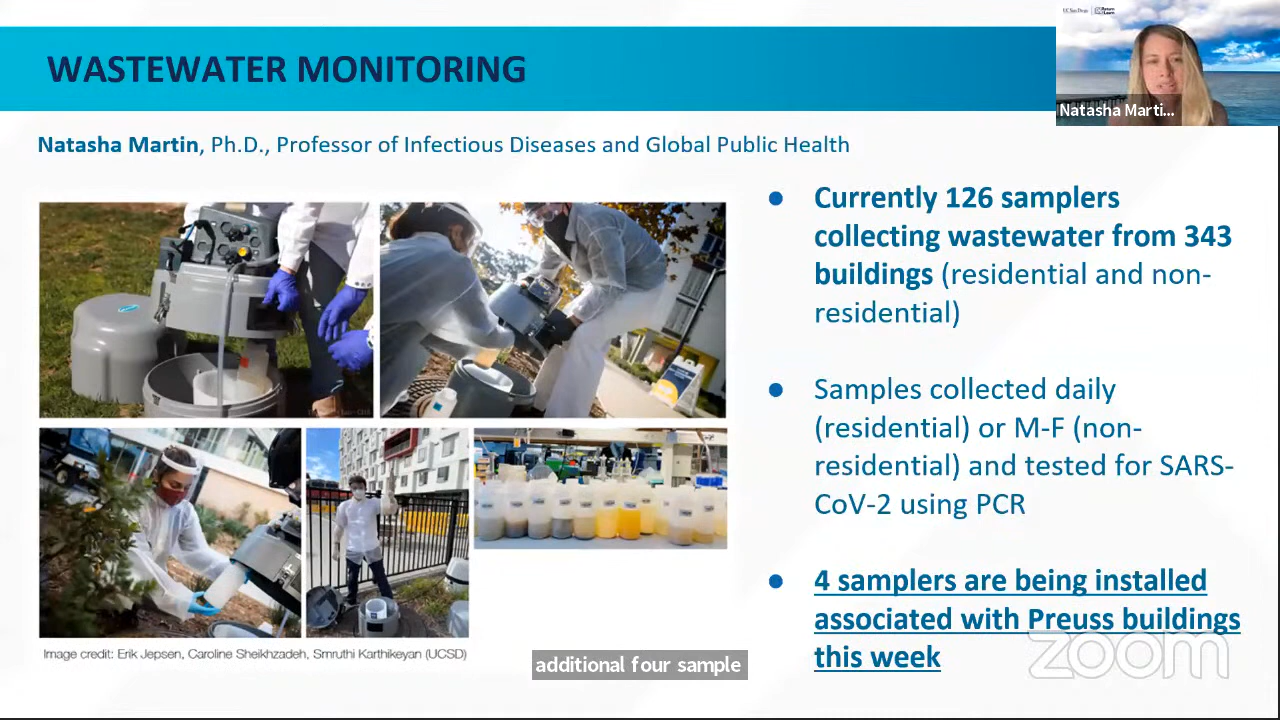 WASTEWATER MONITORING
UC San Diego
Natasha Marti...
Natasha Martin, Ph.D., Professor of Infectious Diseases and Global Public Health
● Currently 126 samplers
collecting wastewater from 343
buildings (residential and non-
residential)
● Samples collected daily
(residential) or M-F (non-
residential) and tested for SARS-
CoV-2 using PCR
● 4 samplers are being installed
associated with Preuss buildings
this week
Image credit: Erik Jepsen, Caroline Sheikhzadeh, Smruthi Karthikeyan (UCSD)
additional four sample
zoom